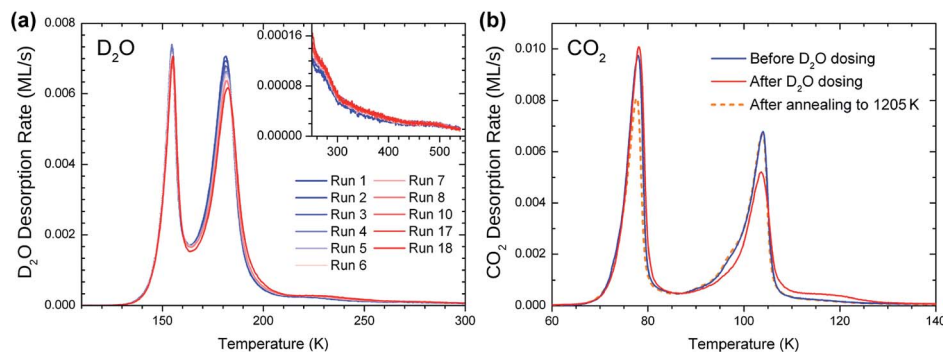 (a)
D₂O
D₂O Desorption Rate (ML/s)
0.008
0.006
0.004
0.002
0.000
150
200
250
300
Temperature (K)
0.00016
0.00008
0.00000
300
400
500
Run 1
Run 2
Run 3
Run 4
Run 5
Run 6
Run 7
Run 8
Run 10
Run 17
Run 18
(b)
CO₂
CO₂ Desorption Rate (ML/s)
0.010
0.008
0.006
0.004
0.002
0.000
60
80
100
120
140
Temperature (K)
Before D₂O dosing
After D₂O dosing
After annealing to 1205 K